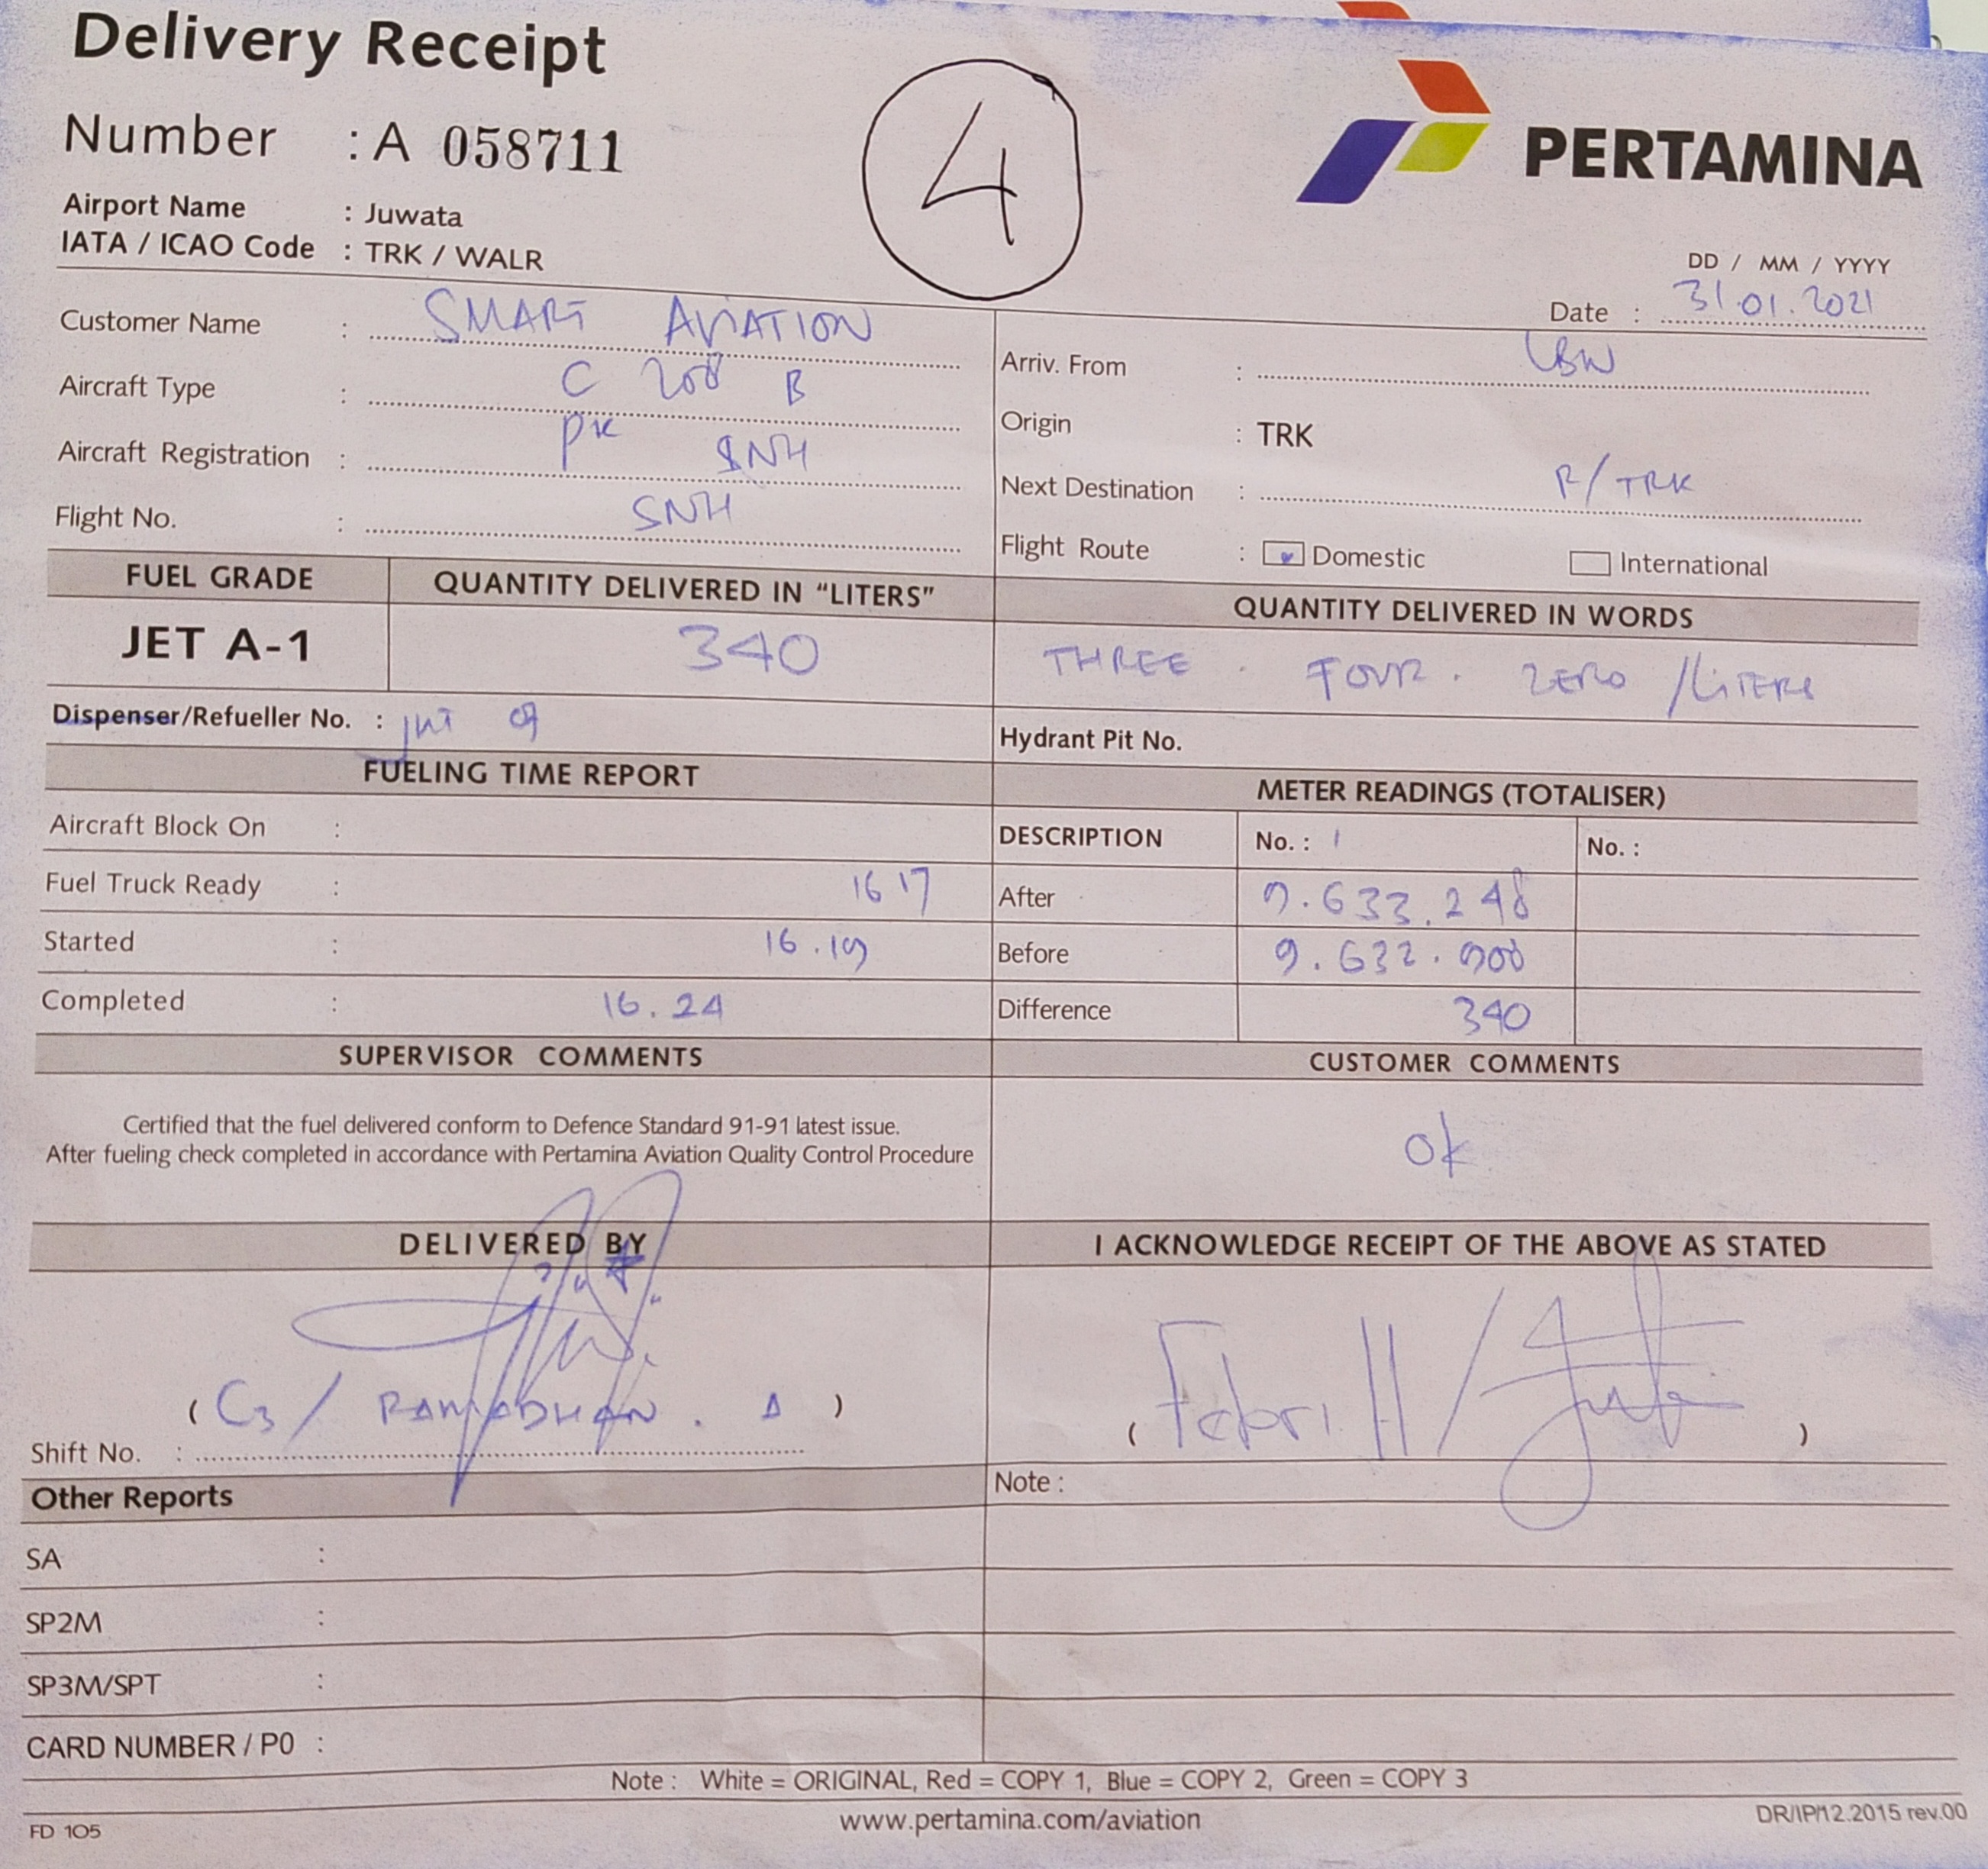 Delivery Receipt
Number : A 058711
4
PERTAMINA
Airport Name : Juwata
IATA / ICAO Code : TRK / WALR
DD / MM / YYYY
Date : 31.01.2021
Customer Name : SMART AVIATION
Aircraft Type : C 208 B
Aircraft Registration : PK SNH
Flight No. : SNH
Arriv. From : LBW
Origin : TRK
Next Destination : R/TRK
Flight Route : Domestic International
FUEL GRADE QUANTITY DELIVERED IN "LITERS" QUANTITY DELIVERED IN WORDS
JET A-1 340 THREE . FOUR . ZERO /LITERS
Dispenser/Refueller No. :
Hydrant Pit No.
FUELING TIME REPORT
Aircraft Block On :
Fuel Truck Ready : 16 17
Started : 16.19
Completed : 16.24
METER READINGS (TOTALISER)
DESCRIPTION No. : 1 No. :
After 9.633.248
Before 9.632.908
Difference 340
SUPERVISOR COMMENTS
Certified that the fuel delivered conform to Defence Standard 91-91 latest issue.
After fueling check completed in accordance with Pertamina Aviation Quality Control Procedure
CUSTOMER COMMENTS
Ok
DELIVERED BY
( C3 / RAMADHAN . A )
Shift No. :
I ACKNOWLEDGE RECEIPT OF THE ABOVE AS STATED
( Febri. H / )
Note :
Other Reports
SA :
SP2M :
SP3M/SPT :
CARD NUMBER / P0 :
Note : White = ORIGINAL, Red = COPY 1, Blue = COPY 2, Green = COPY 3
www.pertamina.com/aviation
FD 105
DR/IP/12.2015 rev.00